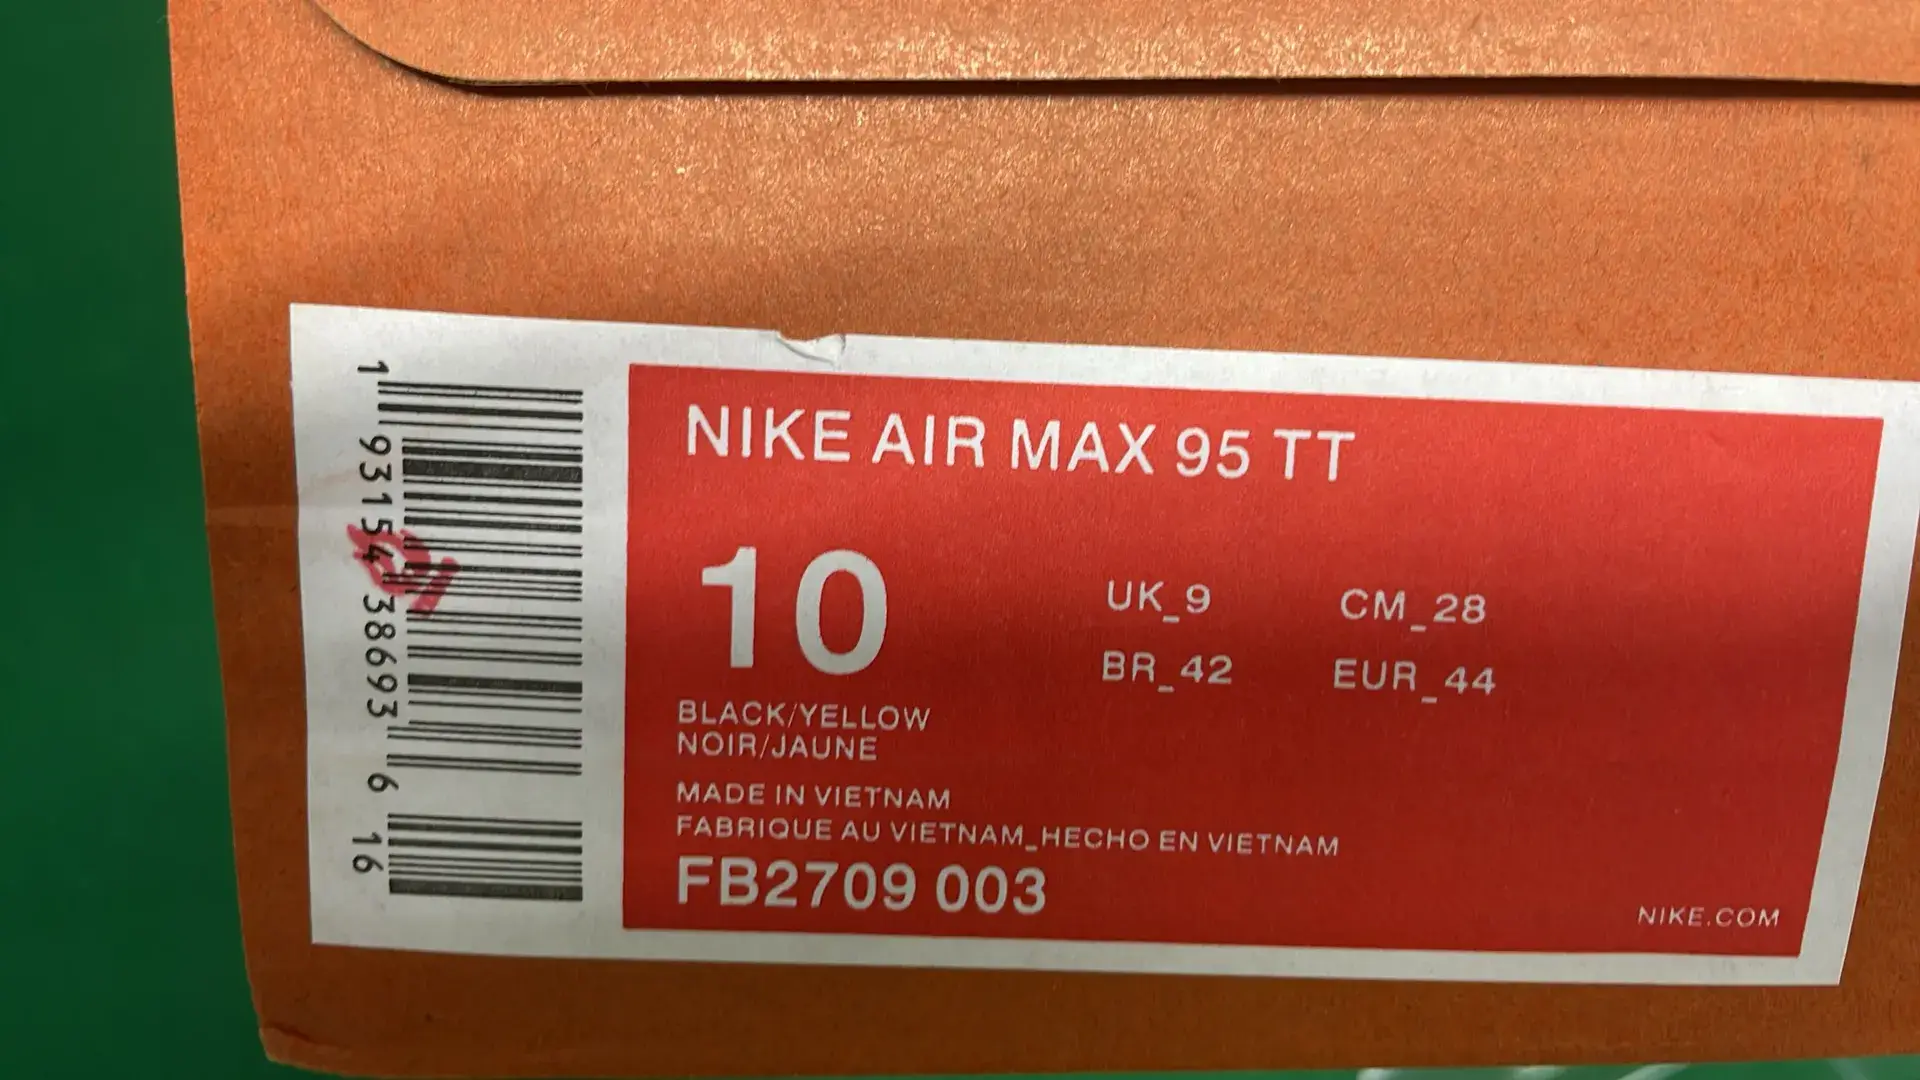 1 93154 38693 6 16
NIKE AIR MAX 95 TT
10
UK_9 CM_28
BR_42 EUR_44
BLACK/YELLOW
NOIR/JAUNE
MADE IN VIETNAM
FABRIQUE AU VIETNAM_HECHO EN VIETNAM
FB2709 003
NIKE.COM